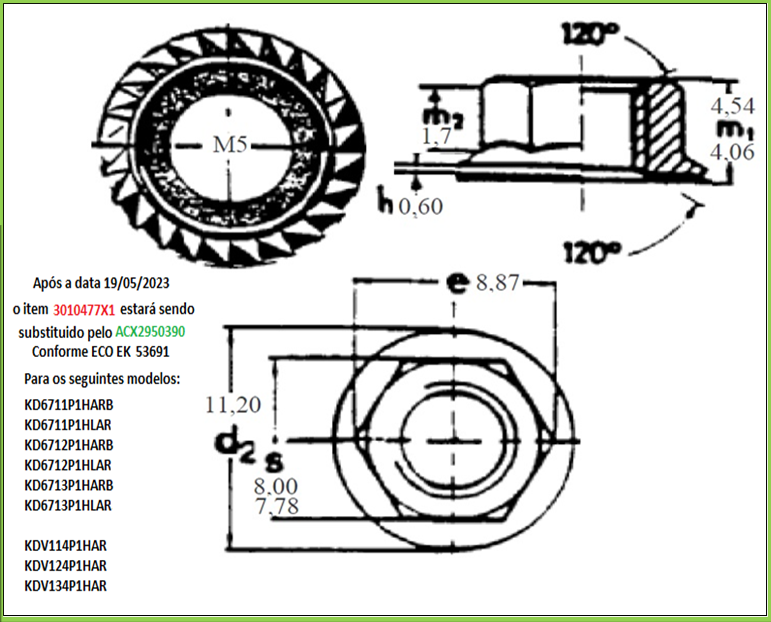 120°
M5
m₂
1,7
4,54
m₁
4,06
h 0,60
120°
Após a data 19/05/2023
o item 3010477X1 estará sendo
substituido pelo ACX2950390
Conforme ECO EK 53691
Para os seguintes modelos:
KD6711P1HARB
KD6711P1HLAR
KD6712P1HARB
KD6712P1HLAR
KD6713P1HARB
KD6713P1HLAR
KDV114P1HAR
KDV124P1HAR
KDV134P1HAR
e 8,87
11,20
d₂
s
8,00
7,78